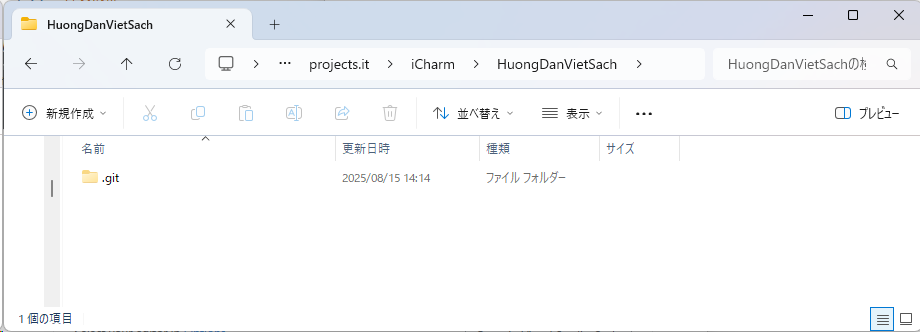 HuongDanVietSach
projects.it iCharm HuongDanVietSach HuongDanVietSachの検
新規作成 並べ替え 表示 プレビュー
名前 更新日時 種類 サイズ
.git 2025/08/15 14:14 ファイル フォルダー
1 個の項目